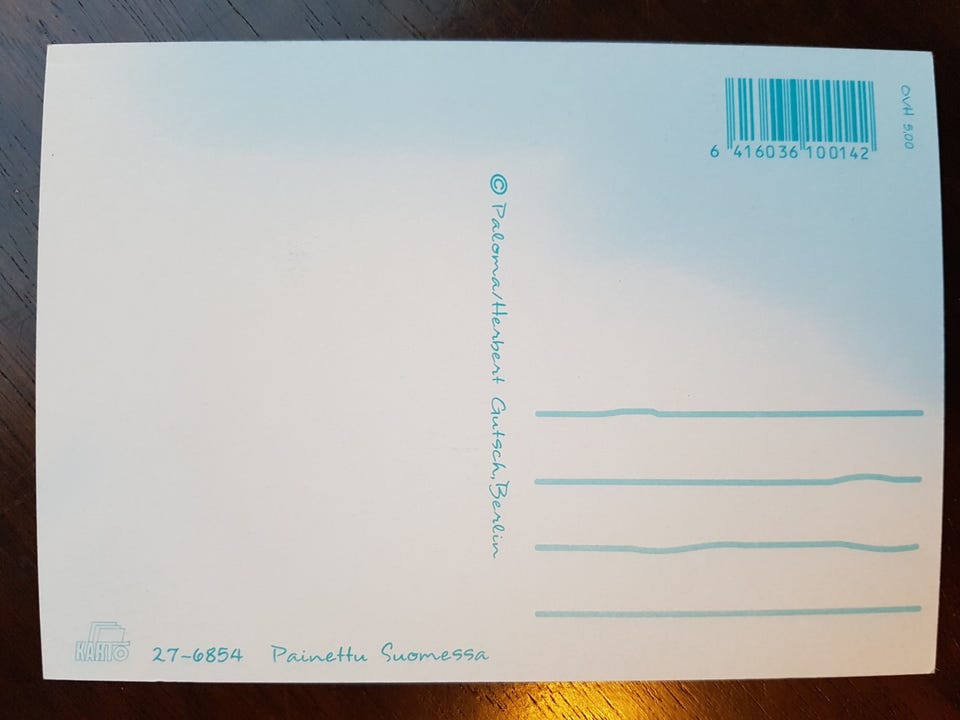 6 416036 100142
OVH 5,00
© Paloma/Herbert Gutsch, Berlin
KARTO
27-6854 Painettu Suomessa